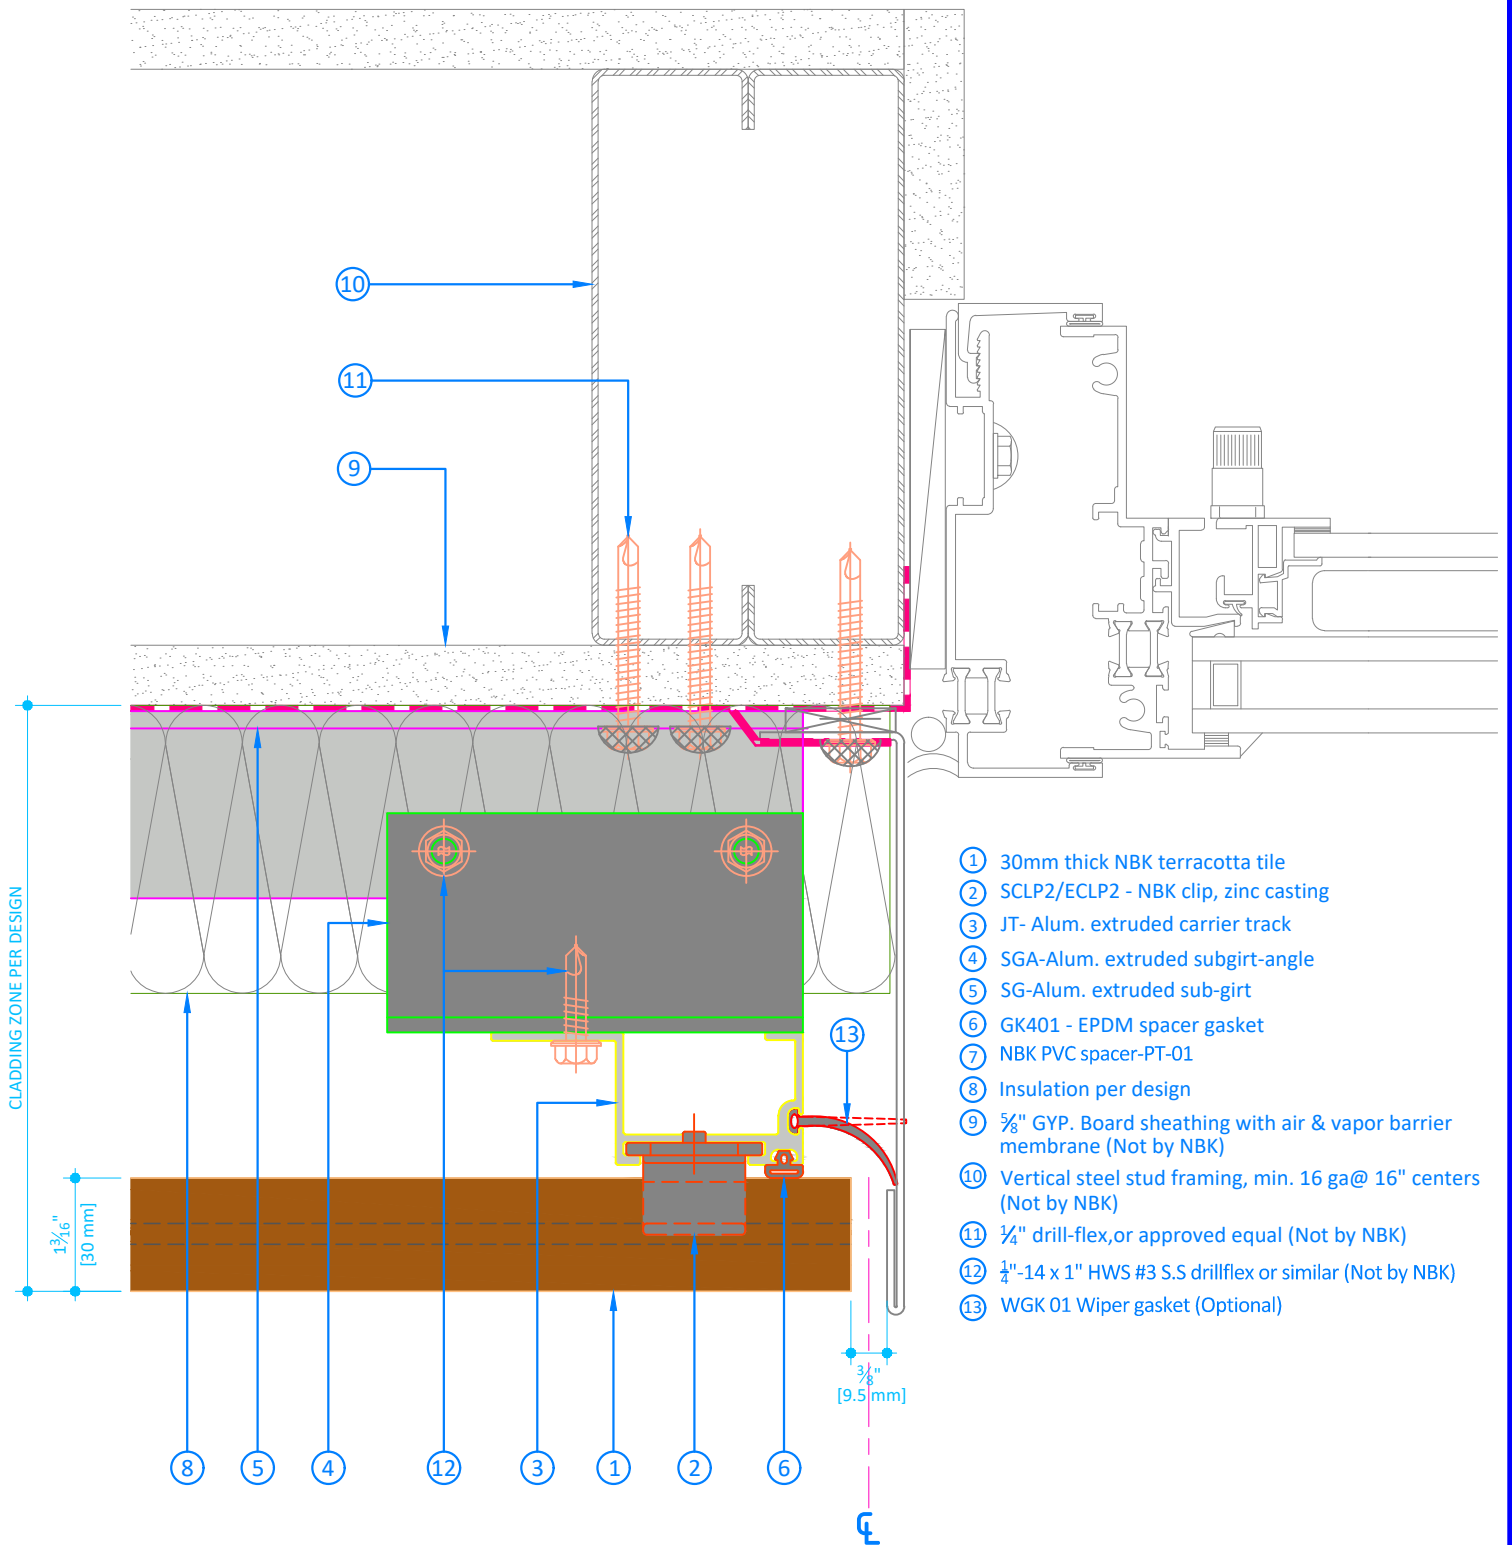 10
11
9
CLADDING ZONE PER DESIGN
1 3/16"
[30 mm]
13
3/8"
[9.5 mm]
8
5
4
12
3
1
2
6
℄
1 30mm thick NBK terracotta tile
2 SCLP2/ECLP2 - NBK clip, zinc casting
3 JT- Alum. extruded carrier track
4 SGA-Alum. extruded subgirt-angle
5 SG-Alum. extruded sub-girt
6 GK401 - EPDM spacer gasket
7 NBK PVC spacer-PT-01
8 Insulation per design
9 5/8" GYP. Board sheathing with air & vapor barrier
membrane (Not by NBK)
10 Vertical steel stud framing, min. 16 ga@ 16" centers
(Not by NBK)
11 1/4" drill-flex,or approved equal (Not by NBK)
12 1/4"-14 x 1" HWS #3 S.S drillflex or similar (Not by NBK)
13 WGK 01 Wiper gasket (Optional)